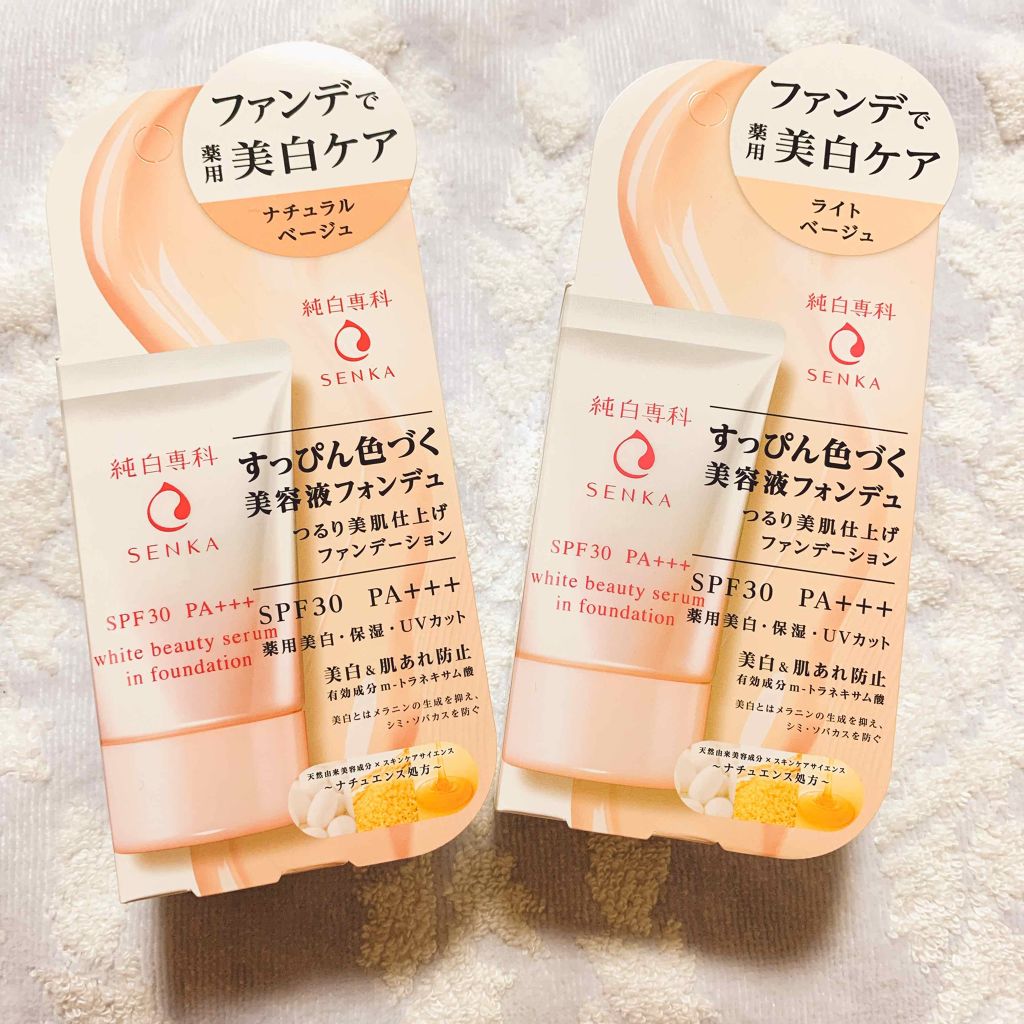 ファンデで
薬用 美白ケア
ナチュラル
ベージュ
純白専科
SENKA
純白専科
SENKA
SPF30 PA+++
white beauty serum
in foundation
すっぴん色づく
美容液フォンデュ
つるり美肌仕上げ
ファンデーション
SPF30 PA+++
薬用美白・保湿・UVカット
美白&肌あれ防止
有効成分m-トラネキサム酸
美白とはメラニンの生成を抑え、
シミ・ソバカスを防ぐ
天然由来美容成分×スキンケアサイエンス
～ナチュエンス処方～
ファンデで
薬用 美白ケア
ライト
ベージュ
純白専科
SENKA
純白専科
SENKA
SPF30 PA+++
white beauty serum
in foundation
すっぴん色づく
美容液フォンデュ
つるり美肌仕上げ
ファンデーション
SPF30 PA+++
薬用美白・保湿・UVカット
美白&肌あれ防止
有効成分m-トラネキサム酸
美白とはメラニンの生成を抑え、
シミ・ソバカスを防ぐ
天然由来美容成分×スキンケアサイエンス
～ナチュエンス処方～